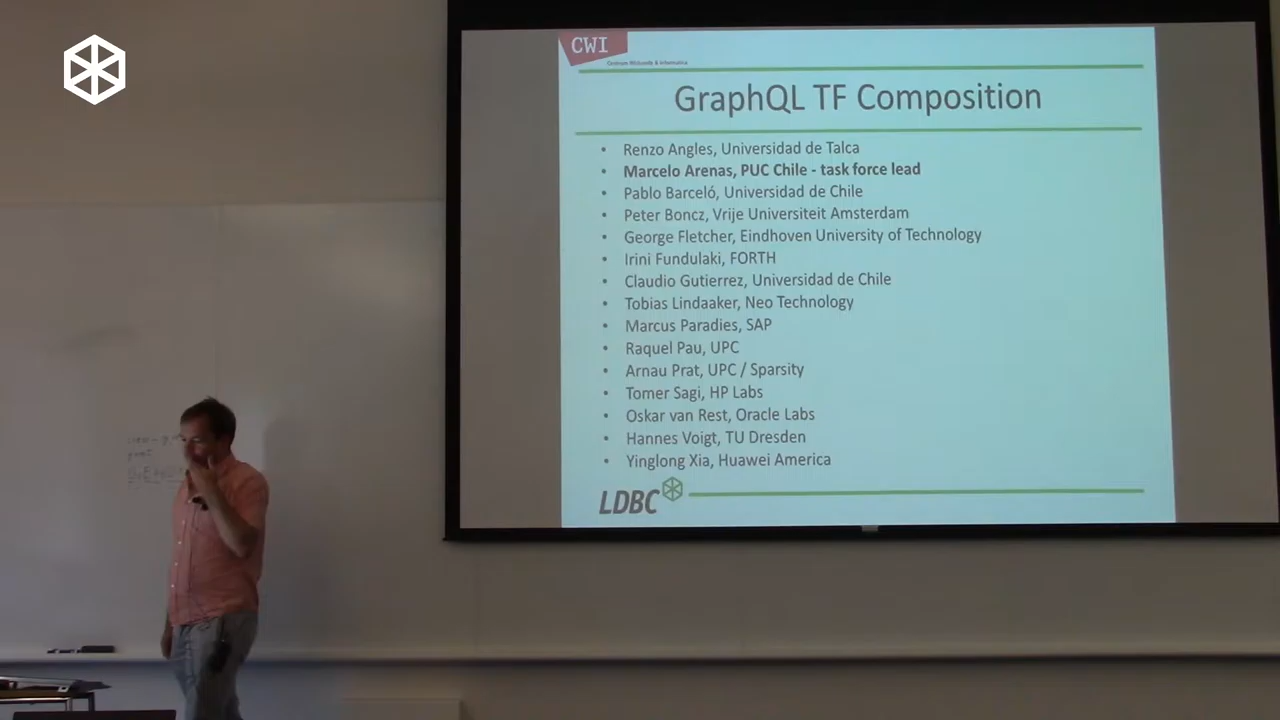 CWI
Centrum Wiskunde & Informatica
GraphQL TF Composition
• Renzo Angles, Universidad de Talca
• Marcelo Arenas, PUC Chile - task force lead
• Pablo Barceló, Universidad de Chile
• Peter Boncz, Vrije Universiteit Amsterdam
• George Fletcher, Eindhoven University of Technology
• Irini Fundulaki, FORTH
• Claudio Gutierrez, Universidad de Chile
• Tobias Lindaaker, Neo Technology
• Marcus Paradies, SAP
• Raquel Pau, UPC
• Arnau Prat, UPC / Sparsity
• Tomer Sagi, HP Labs
• Oskar van Rest, Oracle Labs
• Hannes Voigt, TU Dresden
• Yinglong Xia, Huawei America
LDBC